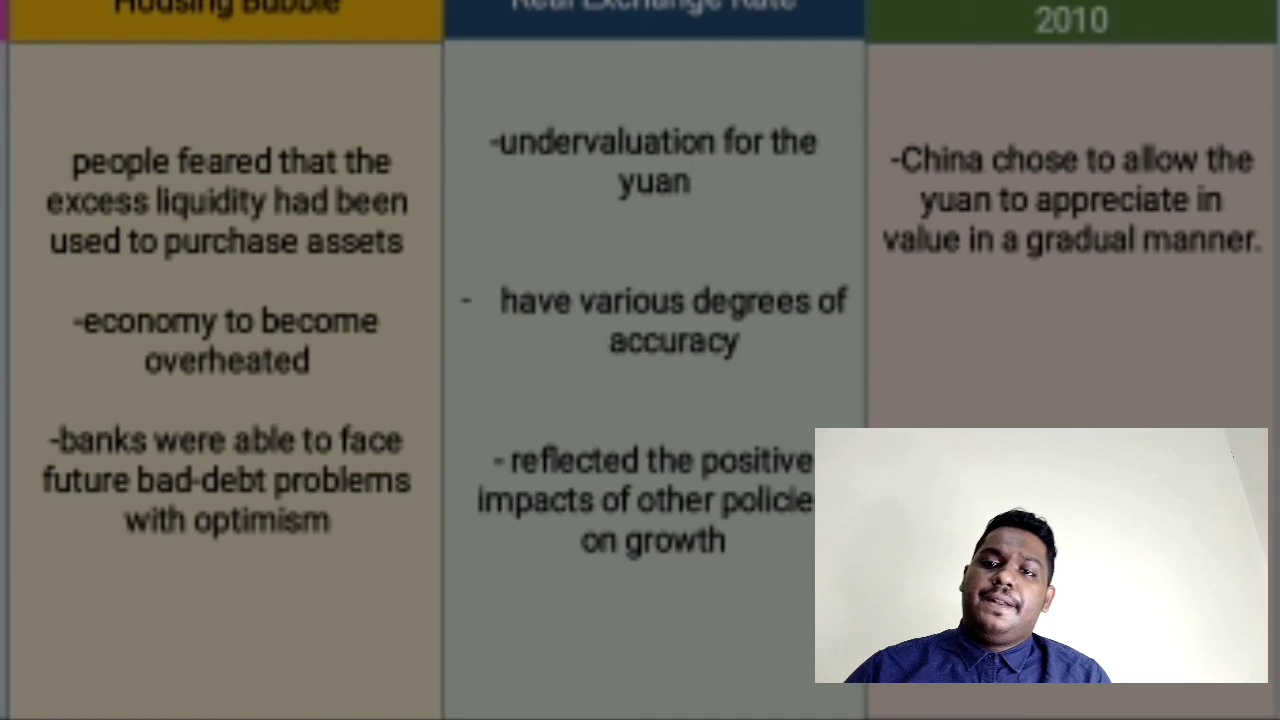 Housing Bubble
people feared that the
excess liquidity had been
used to purchase assets
-economy to become
overheated
-banks were able to face
future bad-debt problems
with optimism
Real Exchange Rate
-undervaluation for the
yuan
- have various degrees of
accuracy
- reflected the positive
impacts of other policie
on growth
2010
-China chose to allow the
yuan to appreciate in
value in a gradual manner.